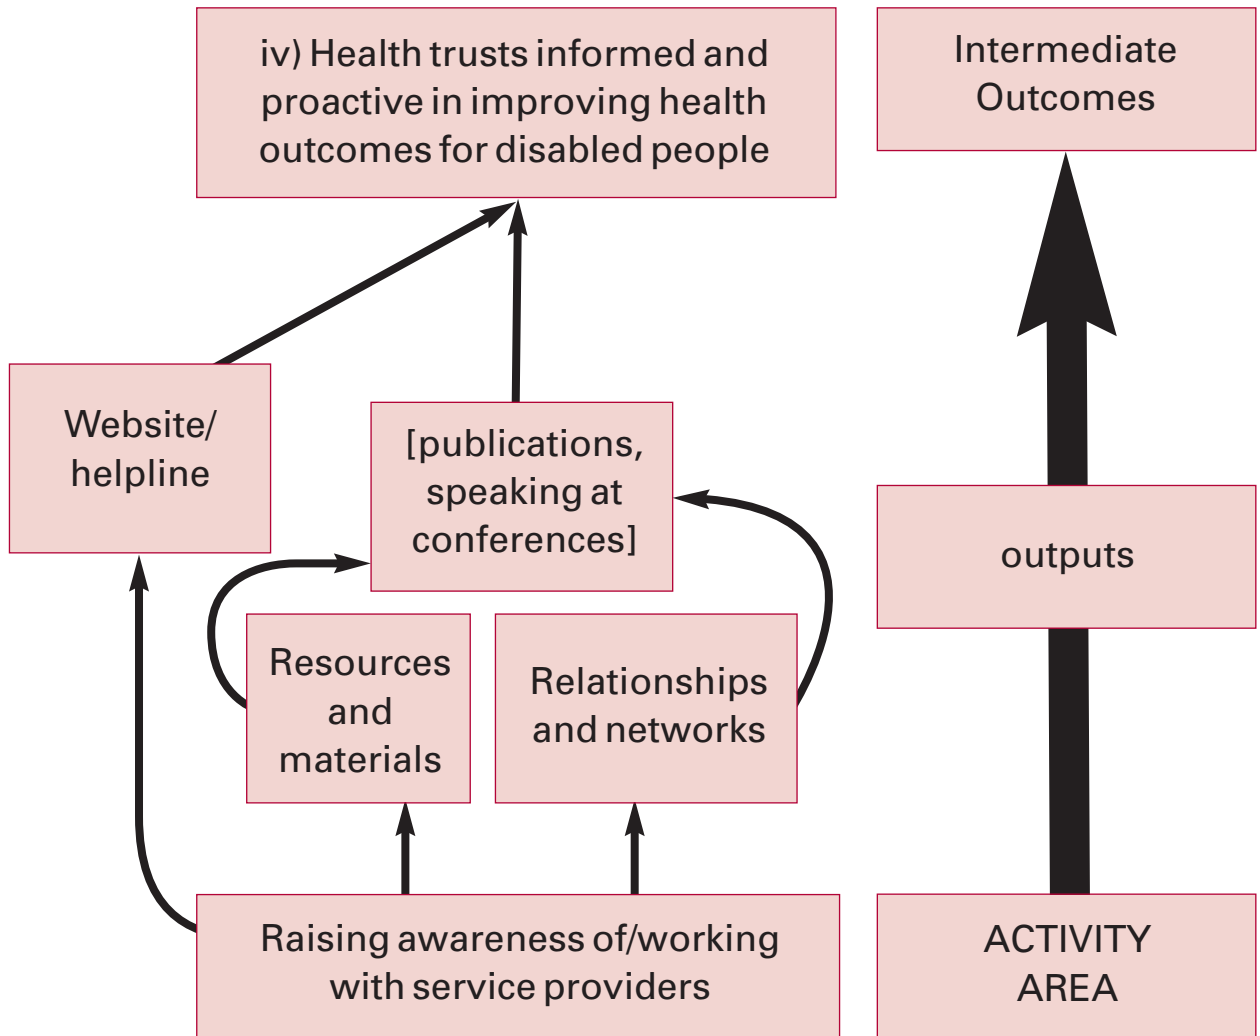 iv) Health trusts informed and
proactive in improving health
outcomes for disabled people
Intermediate
Outcomes
Website/
helpline
[publications,
speaking at
conferences]
outputs
Resources
and
materials
Relationships
and networks
Raising awareness of/working
with service providers
ACTIVITY
AREA